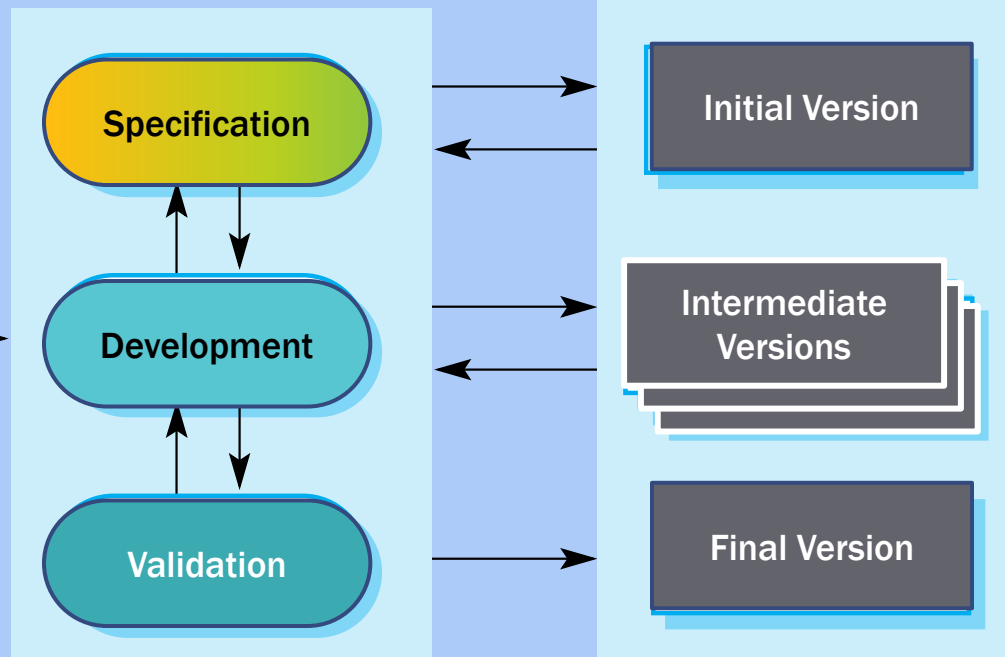 Specification
Initial Version
Intermediate
Versions
Development
Validation
Final Version